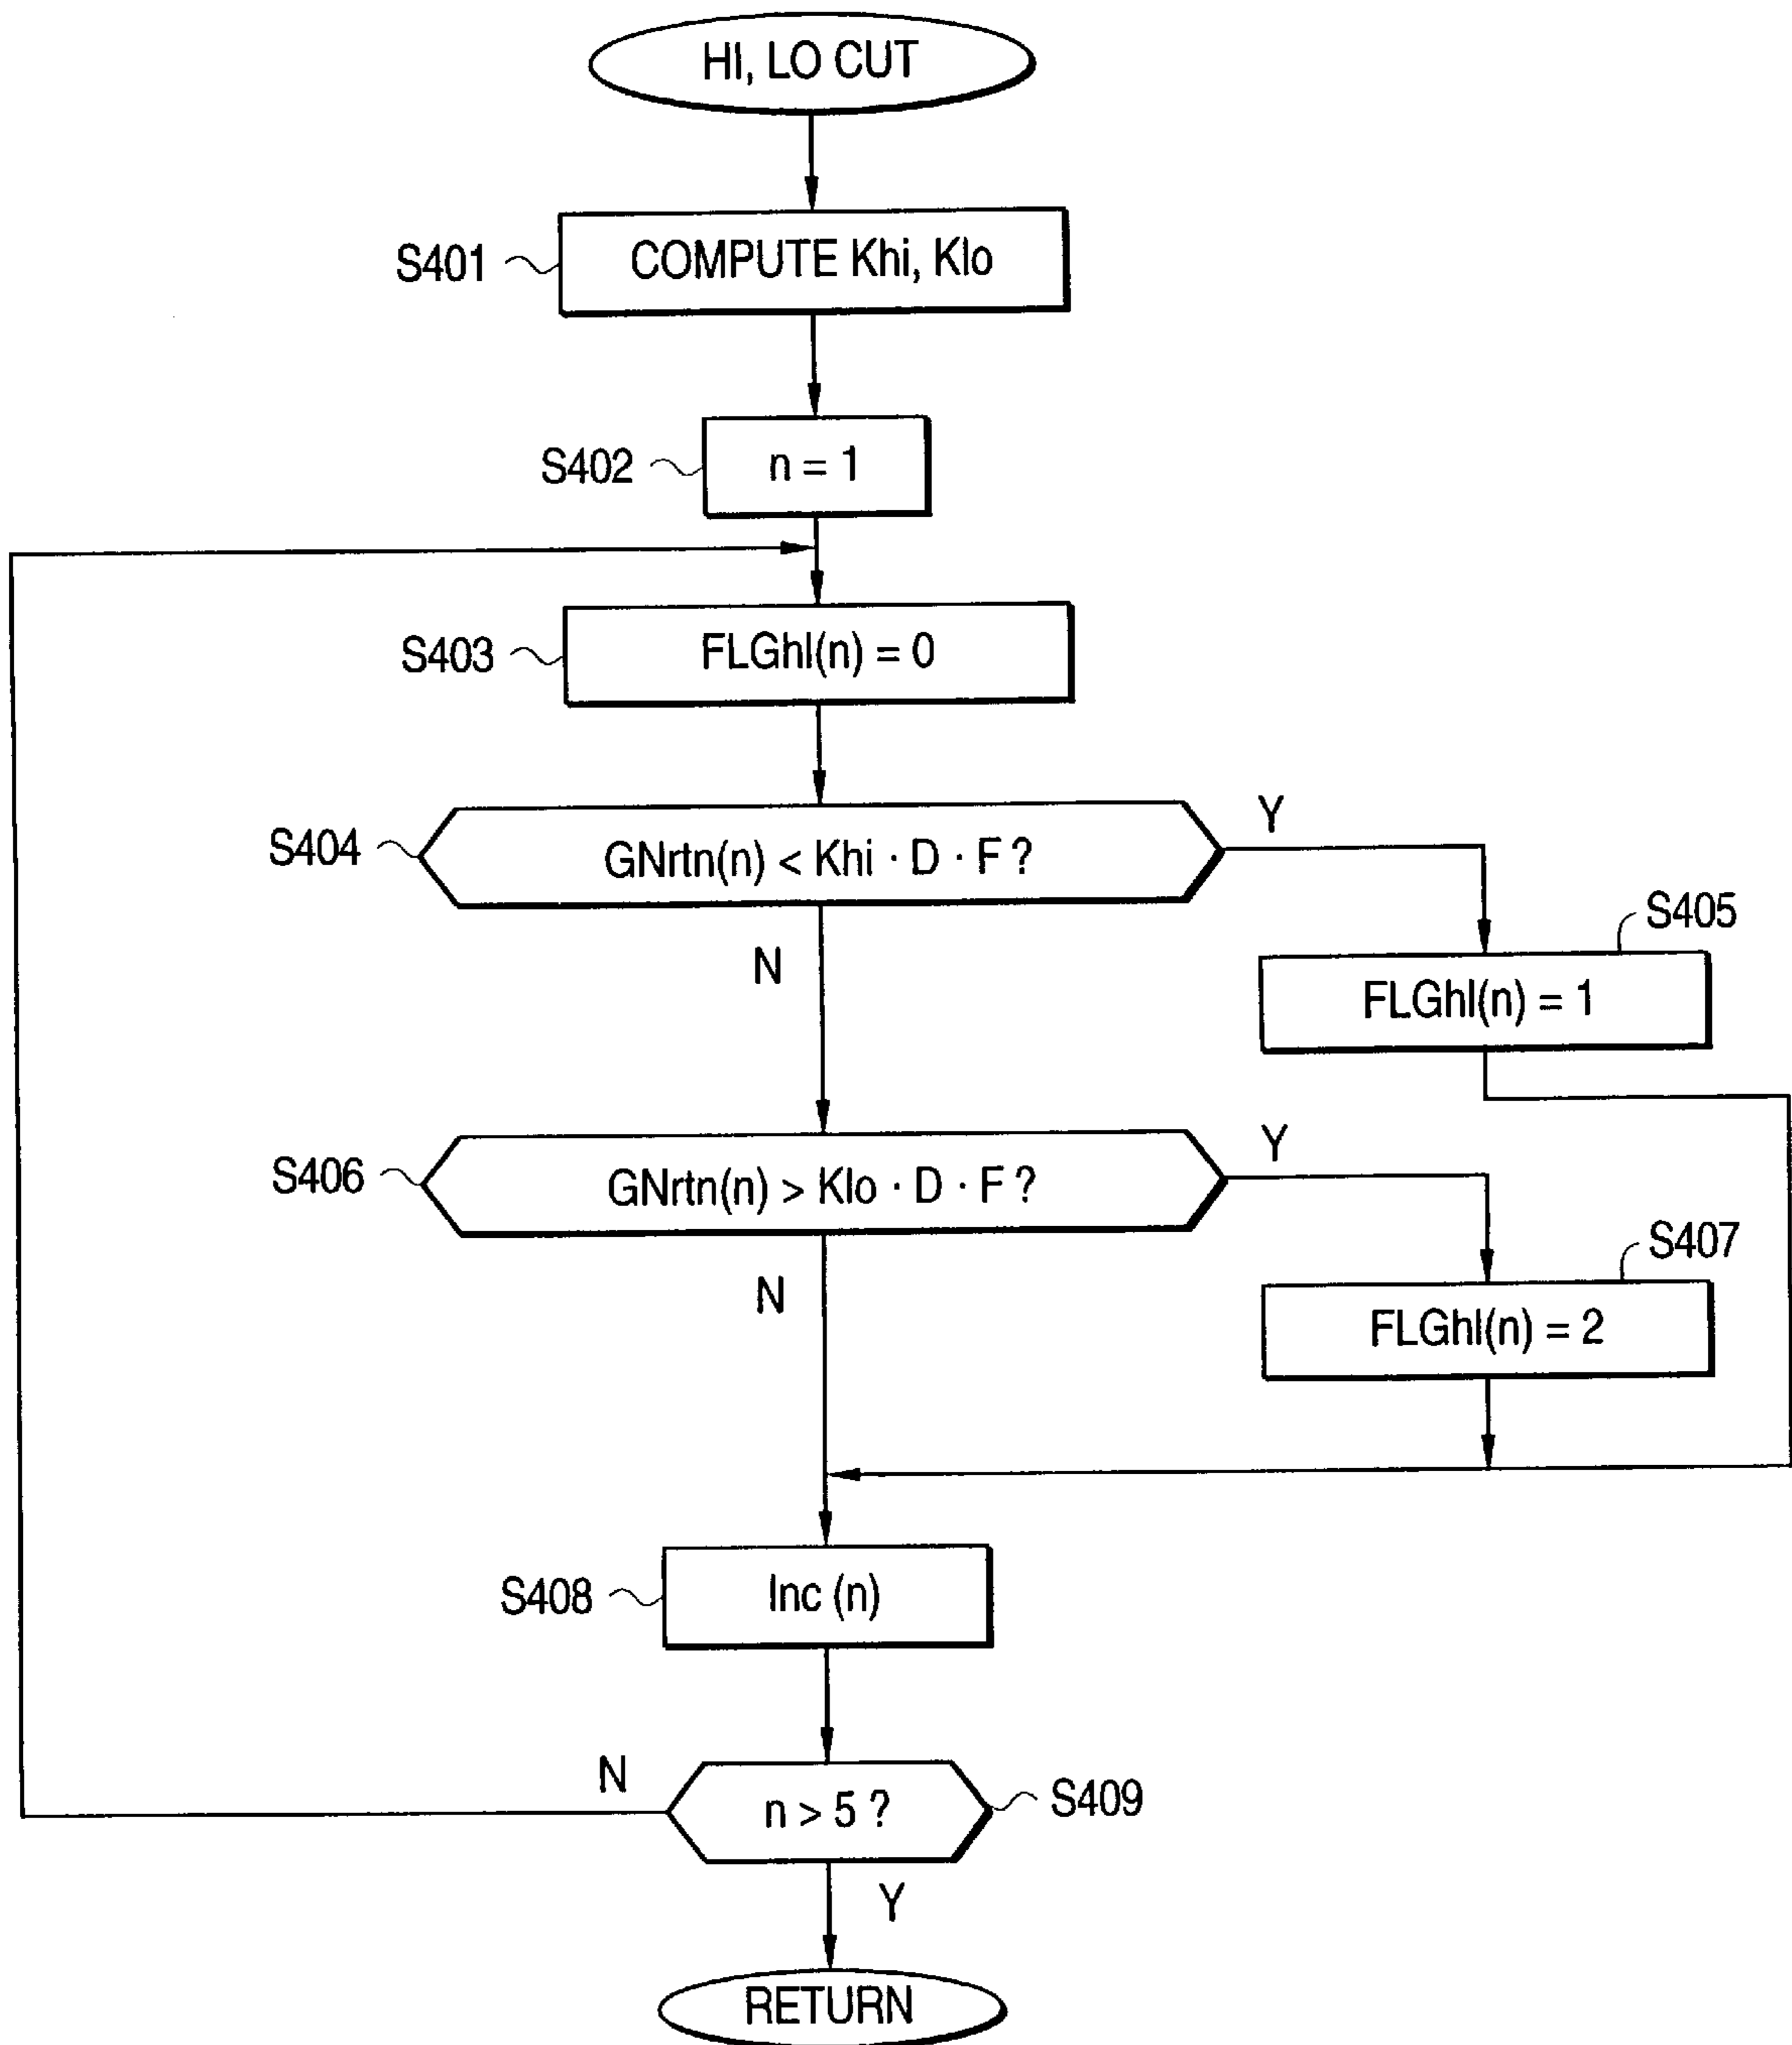 HI, LO CUT
S401
COMPUTE Khi, Klo
S402
n = 1
S403
FLGhl(n) = 0
S404
GNrtn(n) < Khi · D · F ?
Y
N
S405
FLGhl(n) = 1
S406
GNrtn(n) > Klo · D · F ?
Y
N
S407
FLGhl(n) = 2
S408
Inc (n)
N
n > 5 ?
S409
Y
RETURN